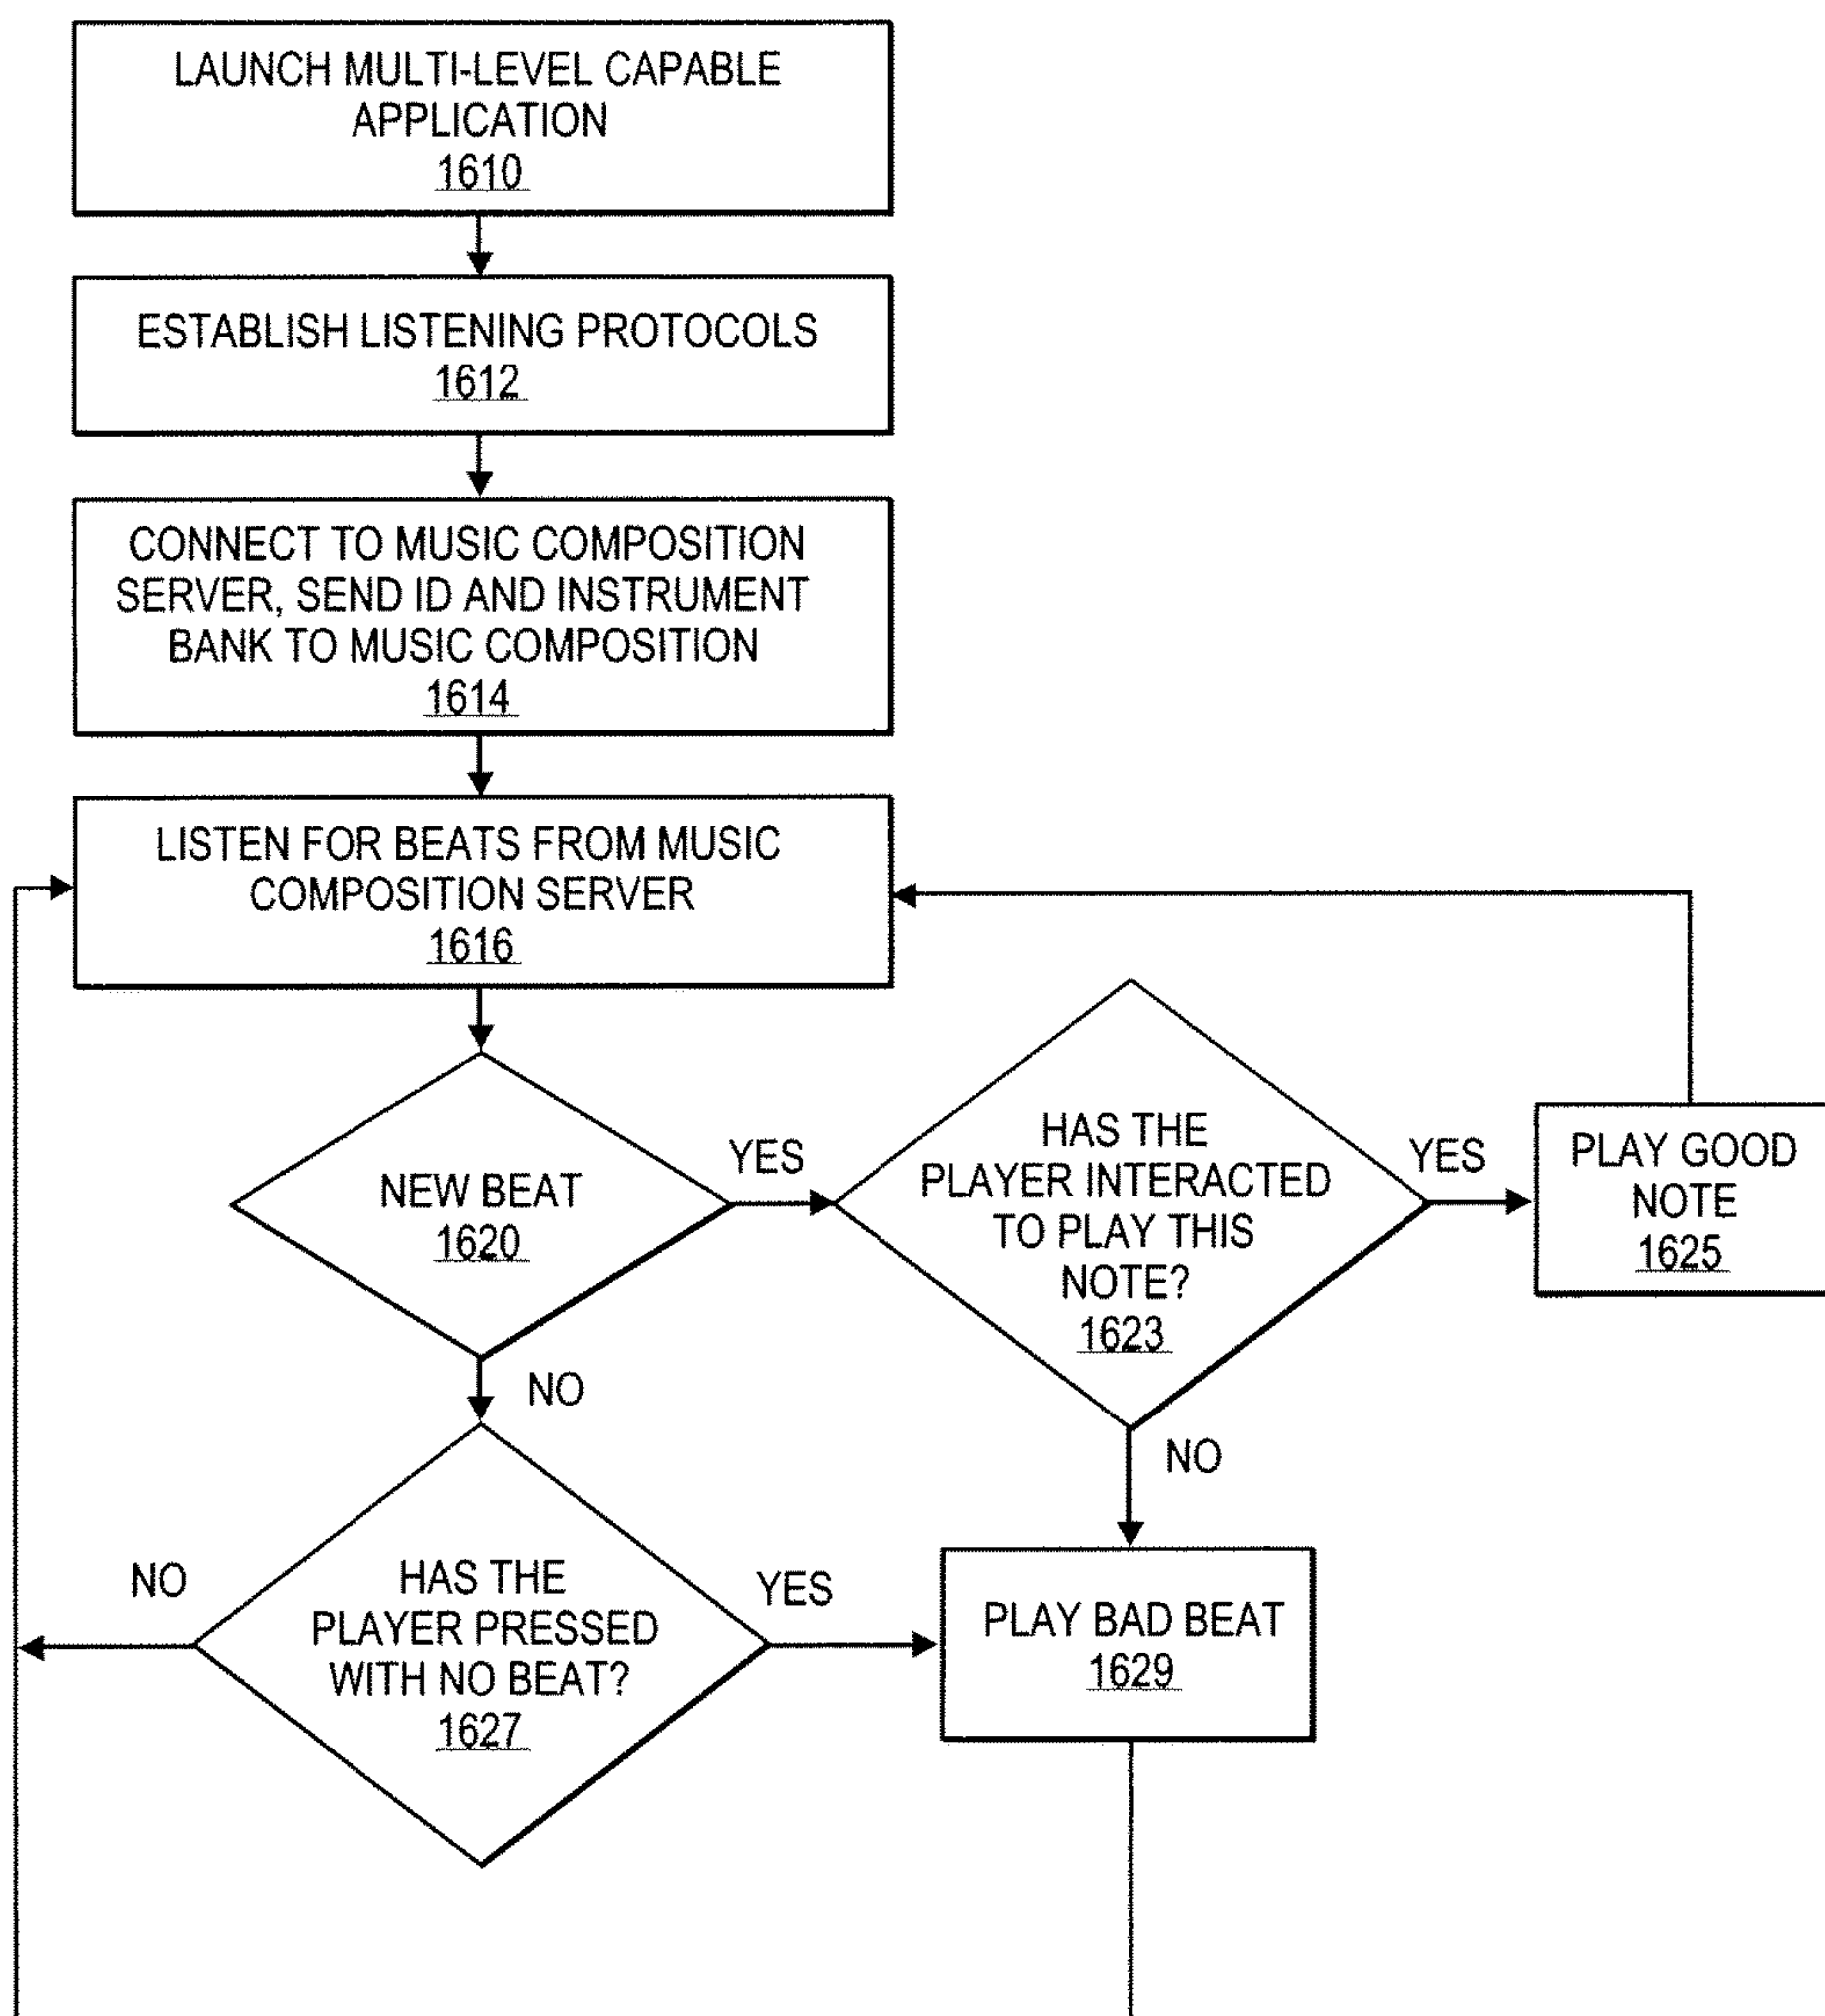 LAUNCH MULTI-LEVEL CAPABLE
APPLICATION
1610
ESTABLISH LISTENING PROTOCOLS
1612
CONNECT TO MUSIC COMPOSITION
SERVER, SEND ID AND INSTRUMENT
BANK TO MUSIC COMPOSITION
1614
LISTEN FOR BEATS FROM MUSIC
COMPOSITION SERVER
1616
NEW BEAT
1620
YES
HAS THE
PLAYER INTERACTED
TO PLAY THIS
NOTE?
1623
YES
PLAY GOOD
NOTE
1625
NO
NO
HAS THE
PLAYER PRESSED
WITH NO BEAT?
1627
NO
YES
PLAY BAD BEAT
1629